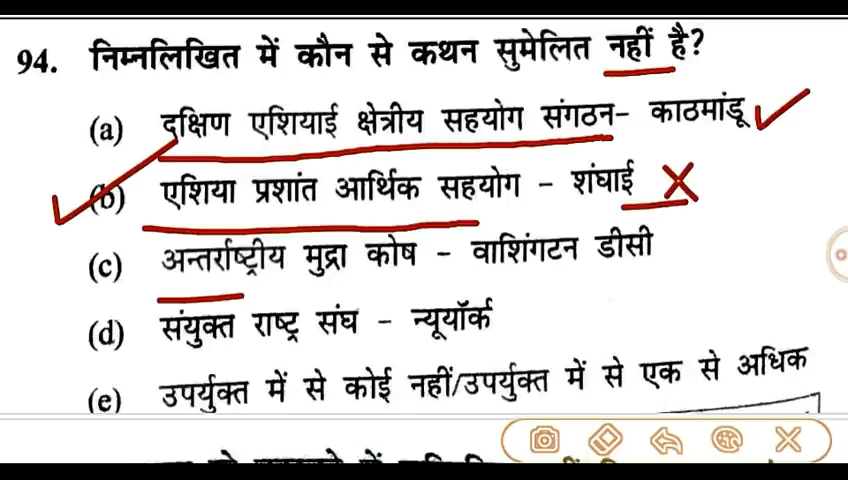 94. निम्नलिखित में कौन से कथन सुमेलित नहीं है?
(a) दक्षिण एशियाई क्षेत्रीय सहयोग संगठन- काठमांडू
(b) एशिया प्रशांत आर्थिक सहयोग - शंघाई
(c) अन्तर्राष्ट्रीय मुद्रा कोष - वाशिंगटन डीसी
(d) संयुक्त राष्ट्र संघ - न्यूयॉर्क
(e) उपर्युक्त में से कोई नहीं/उपर्युक्त में से एक से अधिक